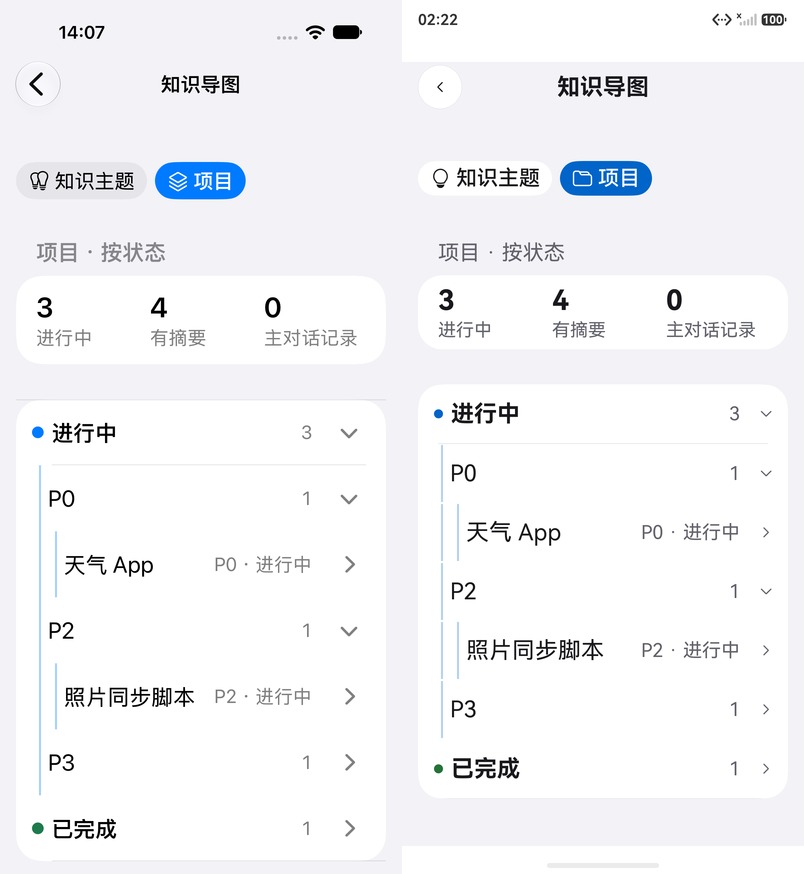 14:07
知识导图
知识主题 项目
项目 · 按状态
3 4 0
进行中 有摘要 主对话记录
进行中 3
P0 1
天气 App P0 · 进行中
P2 1
照片同步脚本 P2 · 进行中
P3 1
已完成 1
02:22 100
知识导图
知识主题 项目
项目 · 按状态
3 4 0
进行中 有摘要 主对话记录
进行中 3
P0 1
天气 App P0 · 进行中
P2 1
照片同步脚本 P2 · 进行中
P3 1
已完成 1